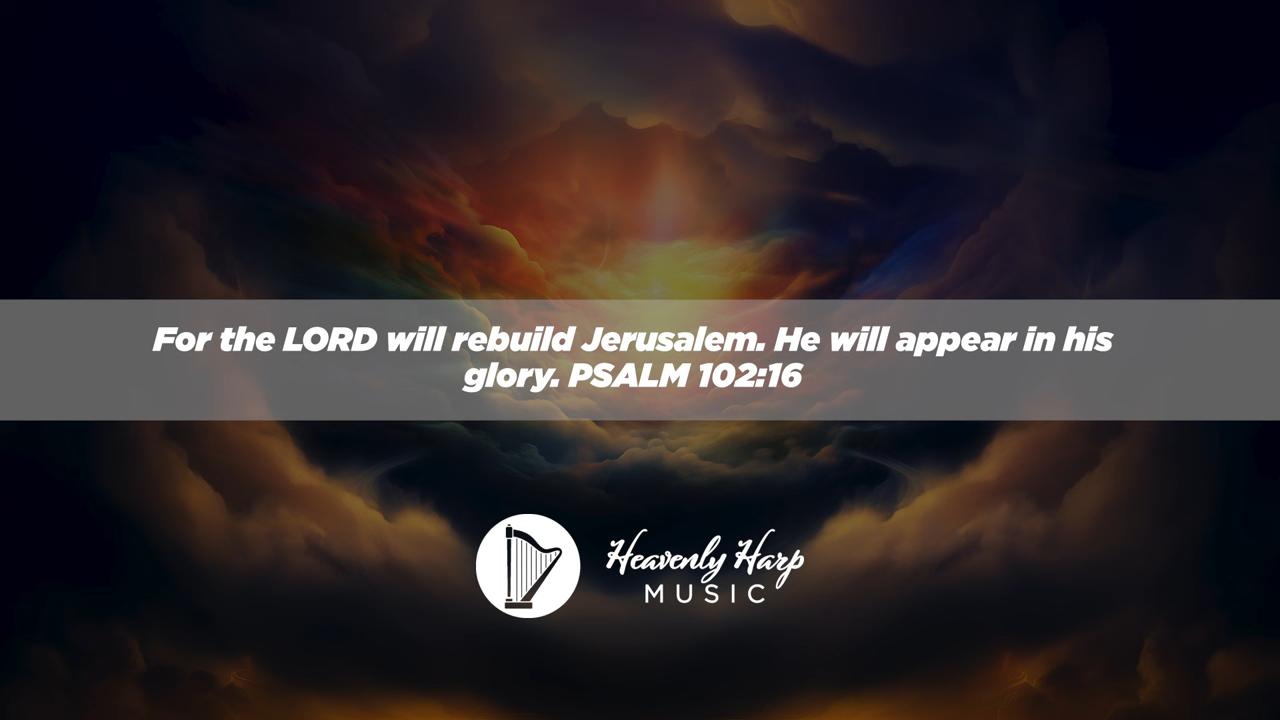 For the LORD will rebuild Jerusalem. He will appear in his
glory. PSALM 102:16
Heavenly Harp
MUSIC